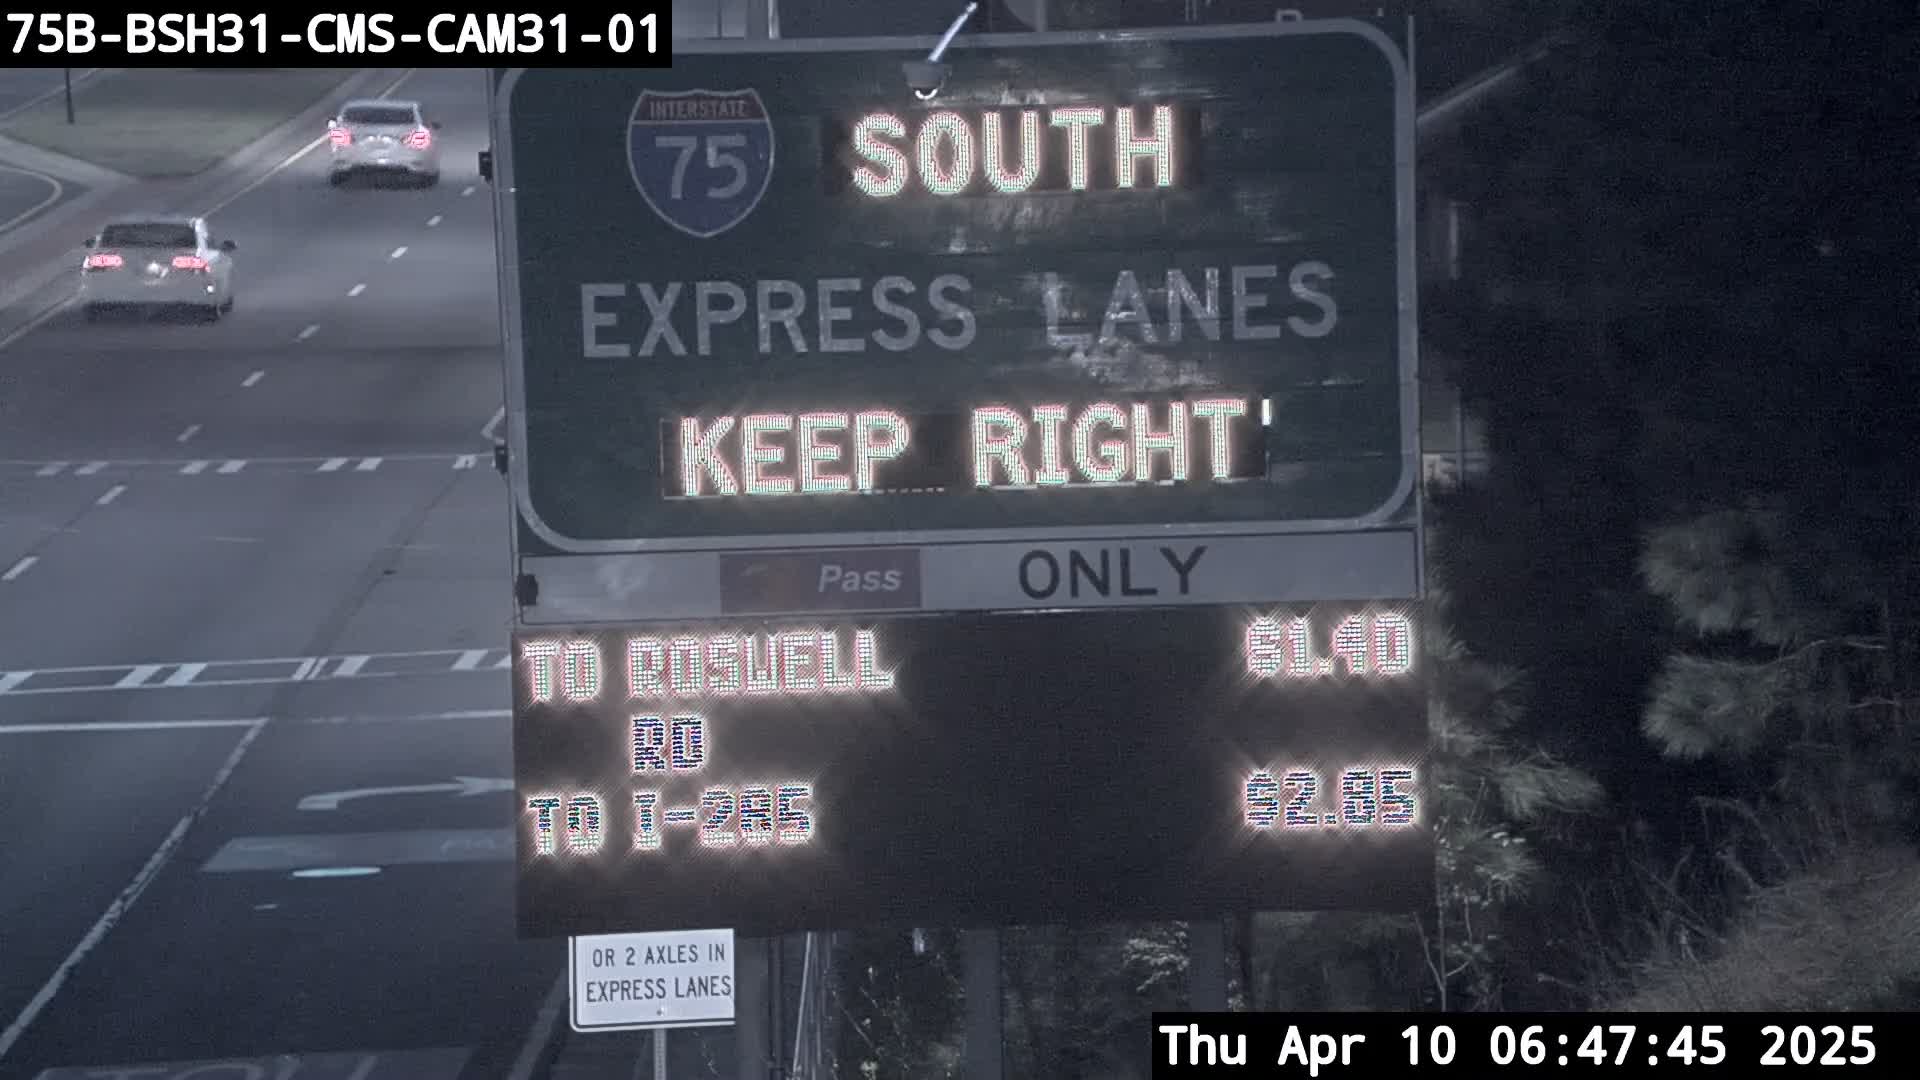 75B-BSH31-CMS-CAM31-01
INTERSTATE
75
SOUTH
EXPRESS LANES
KEEP RIGHT
Pass
ONLY
TO ROSWELL $1.40
RD
TO I-285 $2.85
OR 2 AXLES IN
EXPRESS LANES
Thu Apr 10 06:47:45 2025